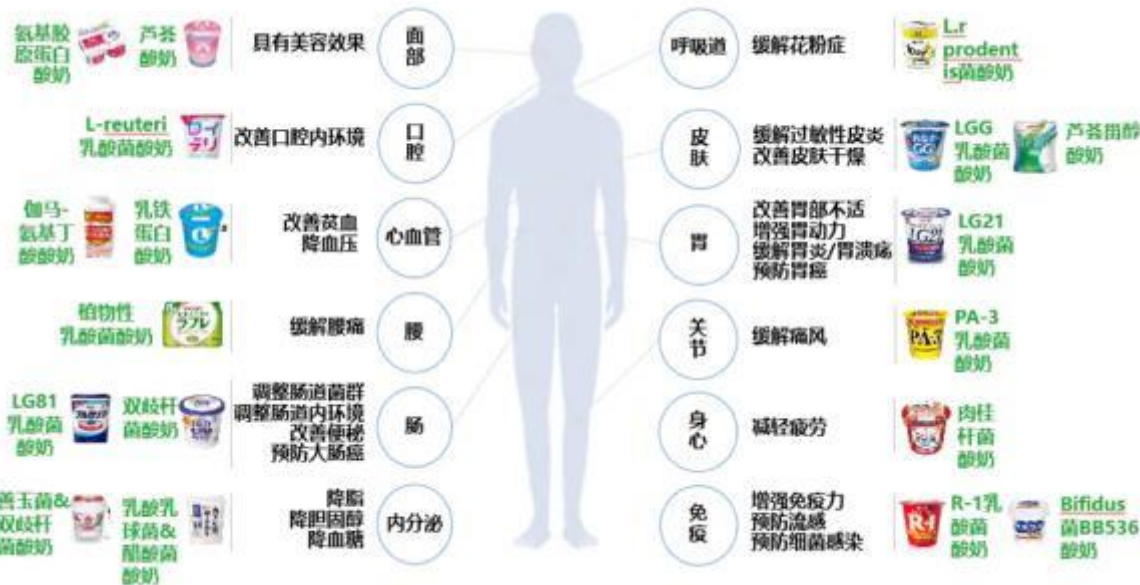 氨基胶
原蛋白
酸奶
芦荟
酸奶
具有美容效果
面
部
L-reuteri
乳酸菌酸奶
改善口腔内环境
口
腔
伽马-
氨基丁
酸酸奶
乳铁
蛋白
酸奶
改善贫血
降血压
心血管
植物性
乳酸菌酸奶
缓解腰痛
腰
LG81
乳酸菌
酸奶
双歧杆
菌酸奶
调整肠道菌群
调整肠道内环境
改善便秘
预防大肠癌
肠
善玉菌&
双歧杆
菌酸奶
乳酸乳
球菌&
醋酸菌
酸奶
降脂
降胆固醇
降血糖
内分泌
呼吸道
缓解花粉症
L.r
prodent
is菌酸奶
皮
肤
缓解过敏性皮炎
改善皮肤干燥
LGG
乳酸菌
酸奶
芦荟甾醇
酸奶
胃
改善胃部不适
增强胃动力
缓解胃炎/胃溃疡
预防胃癌
LG21
LG21
乳酸菌
酸奶
关
节
缓解痛风
PA-3
PA-3
乳酸菌
酸奶
身
心
减轻疲劳
肉桂
杆菌
酸奶
免
疫
增强免疫力
预防流感
预防细菌感染
R-1
R-1乳
酸菌
酸奶
Bifidus
菌BB536
酸奶